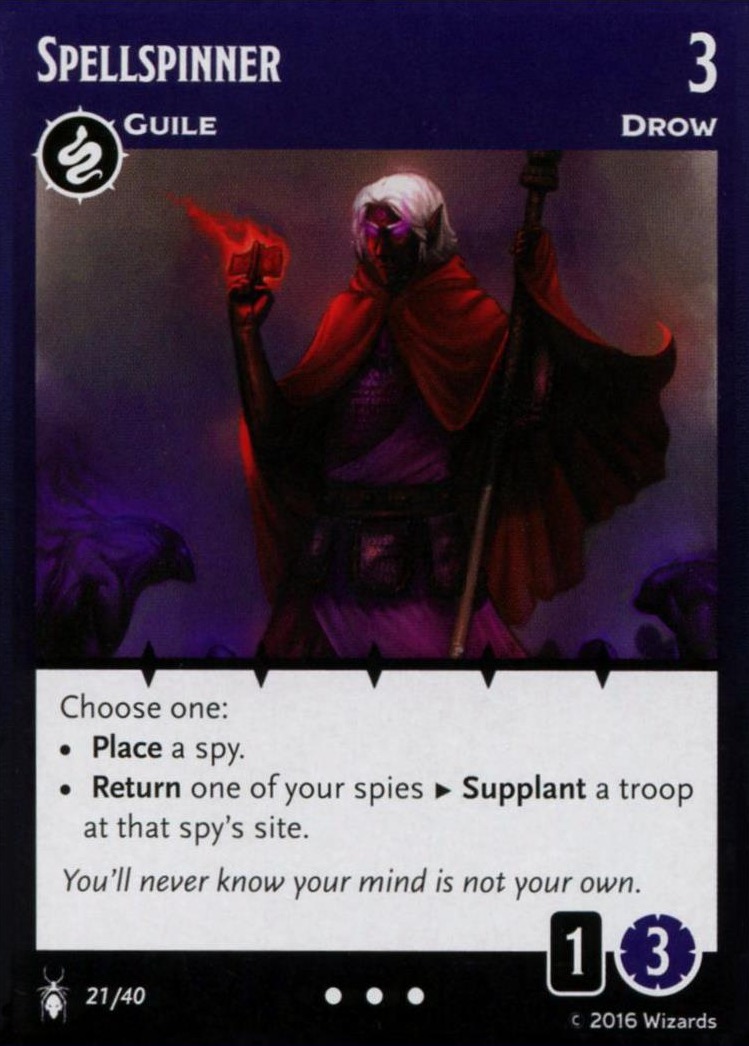 SPELLSPINNER 3
GUILE DROW
Choose one:
• Place a spy.
• Return one of your spies ▸ Supplant a troop
at that spy's site.
You'll never know your mind is not your own.
1 3
21/40
© 2016 Wizards